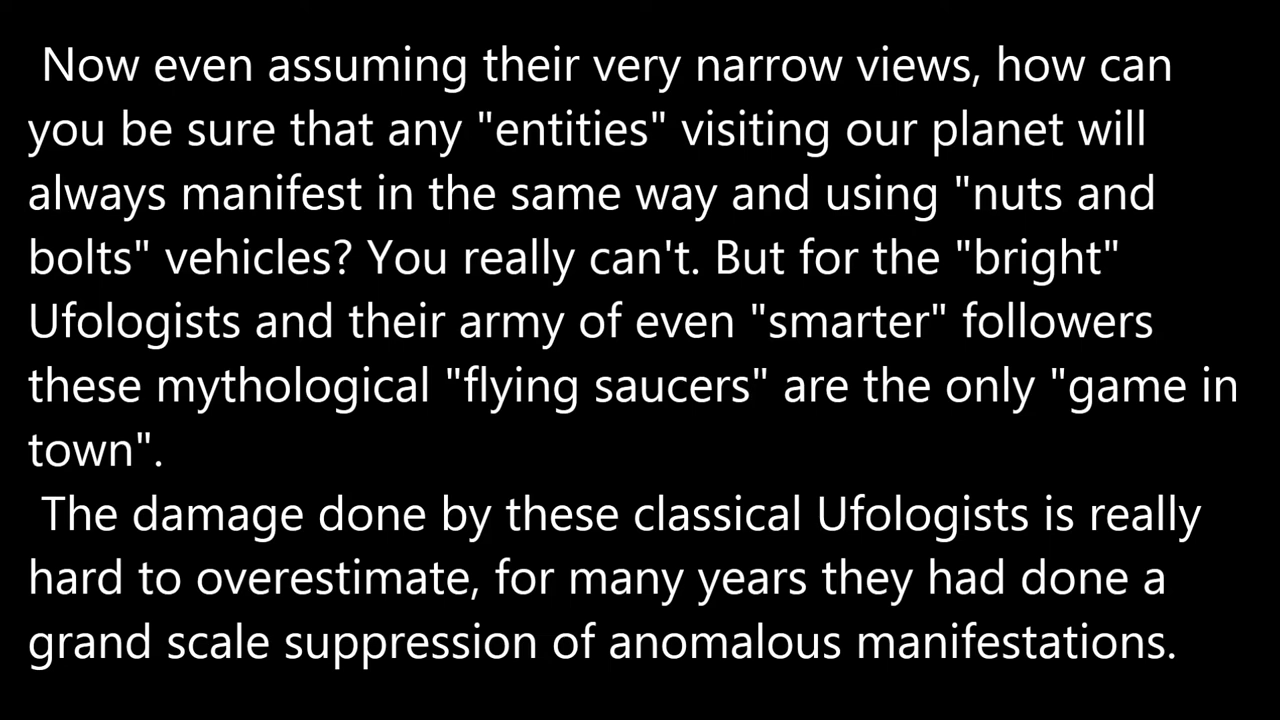 Now even assuming their very narrow views, how can
you be sure that any "entities" visiting our planet will
always manifest in the same way and using "nuts and
bolts" vehicles? You really can't. But for the "bright"
Ufologists and their army of even "smarter" followers
these mythological "flying saucers" are the only "game in
town".
The damage done by these classical Ufologists is really
hard to overestimate, for many years they had done a
grand scale suppression of anomalous manifestations.